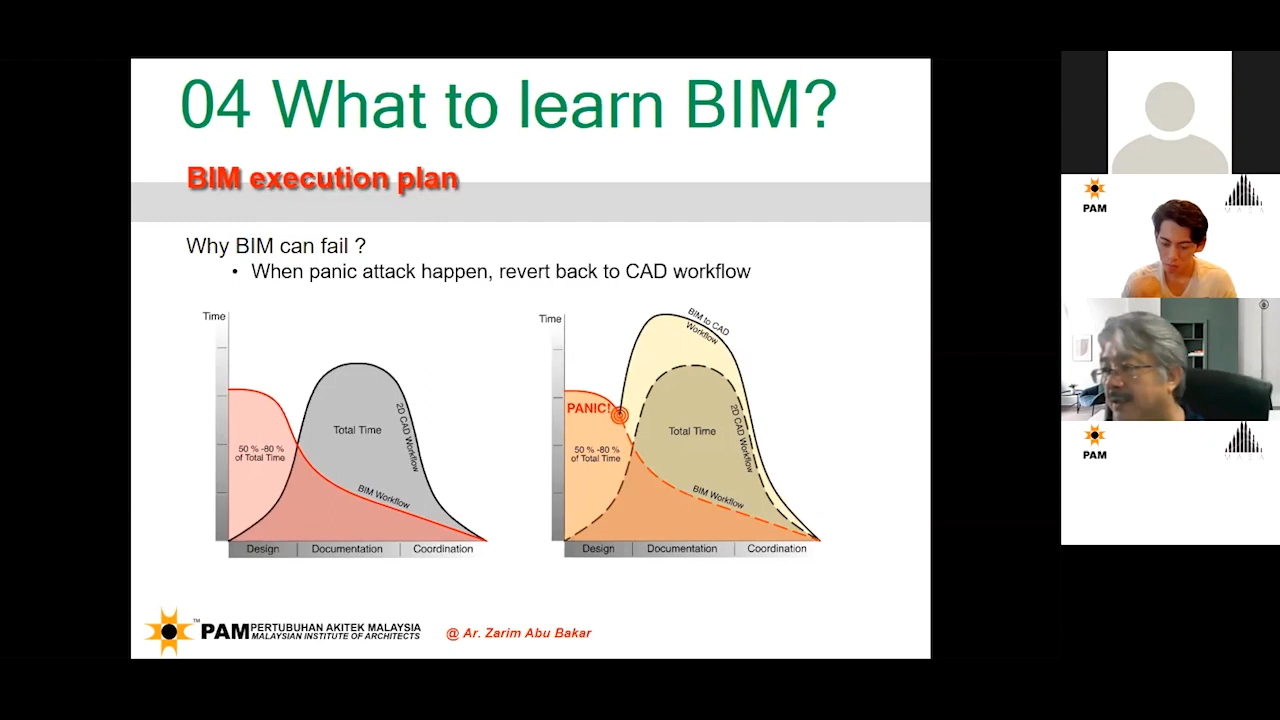 04 What to learn BIM?
BIM execution plan
Why BIM can fail ?
• When panic attack happen, revert back to CAD workflow
Time
Total Time
50 % -80 %
of Total Time
2D CAD Workflow
BIM Workflow
Design
Documentation
Coordination
Time
BIM to CAD
Workflow
PANIC!
Total Time
50 % -80 %
of Total Time
2D CAD Workflow
BIM Workflow
Design
Documentation
Coordination
PAM
™
PERTUBUHAN AKITEK MALAYSIA
MALAYSIAN INSTITUTE OF ARCHITECTS
@ Ar. Zarim Abu Bakar
PAM
PAM